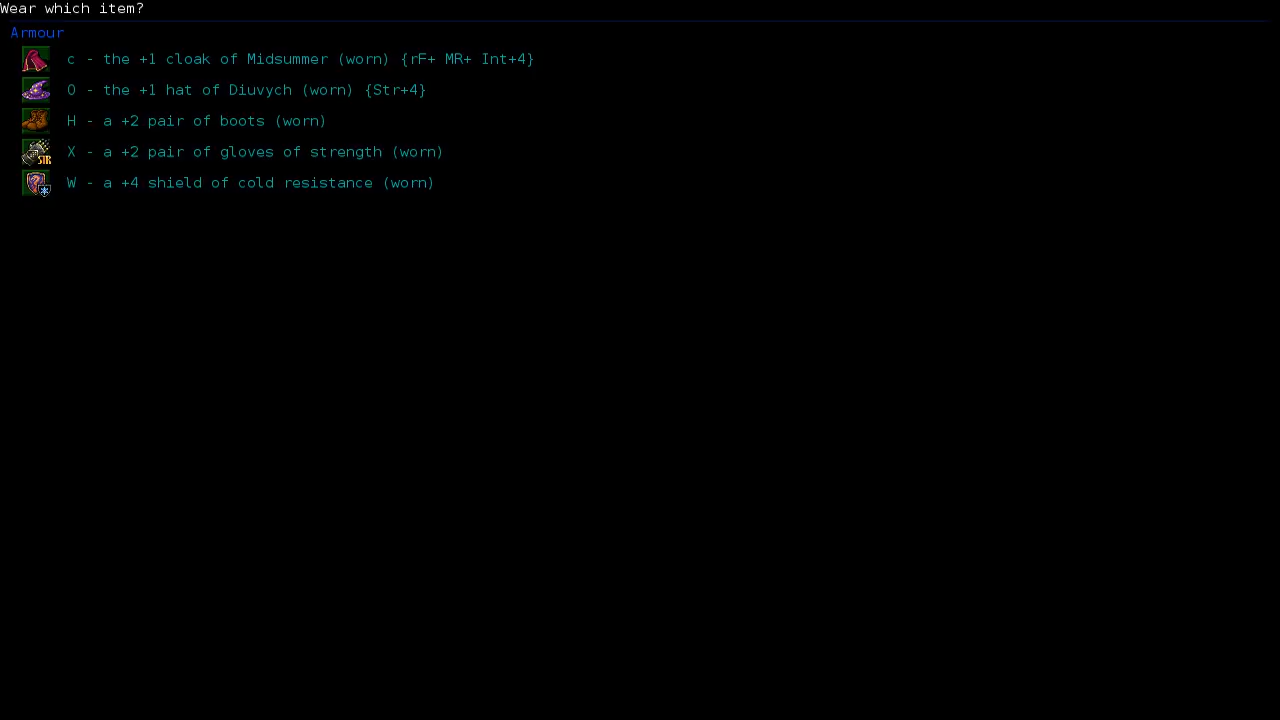 Wear which item?
Armour
c - the +1 cloak of Midsummer (worn) {rF+ MR+ Int+4}
O - the +1 hat of Diuvych (worn) {Str+4}
H - a +2 pair of boots (worn)
X - a +2 pair of gloves of strength (worn)
STR
W - a +4 shield of cold resistance (worn)